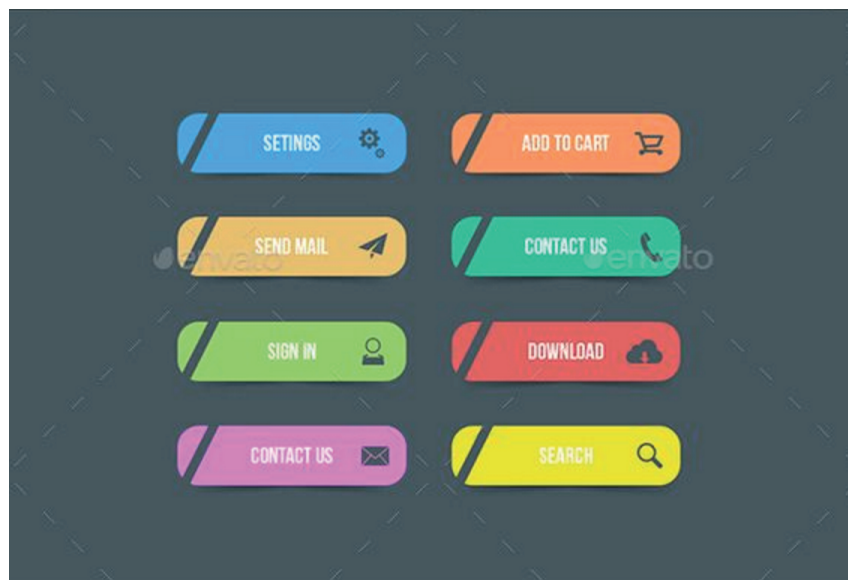 SETINGS
ADD TO CART
SEND MAIL
CONTACT US
envato
envato
SIGN IN
DOWNLOAD
CONTACT US
SEARCH